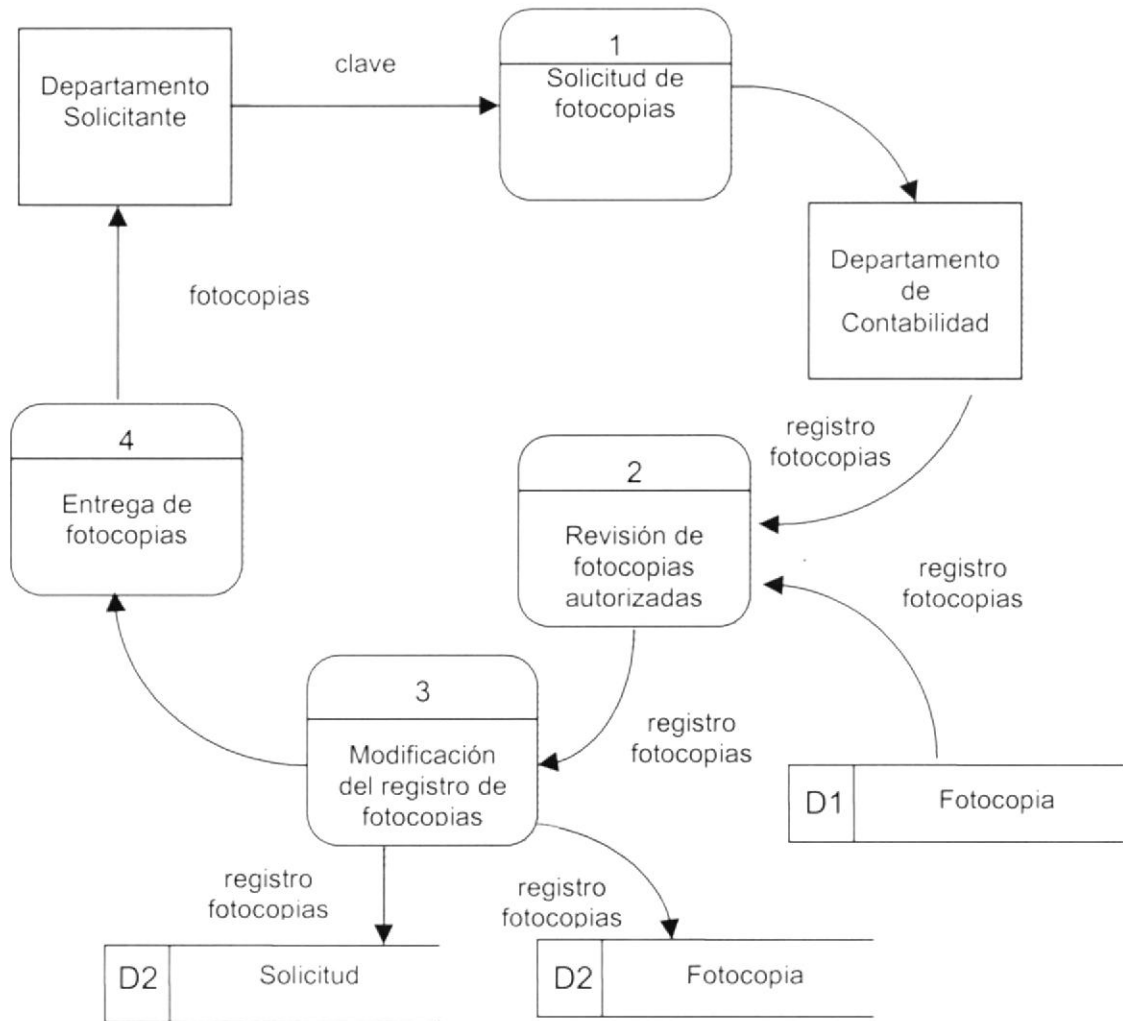 1
clave
Departamento
Solicitante
Solicitud de
fotocopias
Departamento
de
Contabilidad
fotocopias
registro
fotocopias
4
Entrega de
fotocopias
2
Revisión de
fotocopias
autorizadas
registro
fotocopias
3
Modificación
del registro de
fotocopias
registro
fotocopias
D1
Fotocopia
registro
fotocopias
registro
fotocopias
D2
Solicitud
D2
Fotocopia